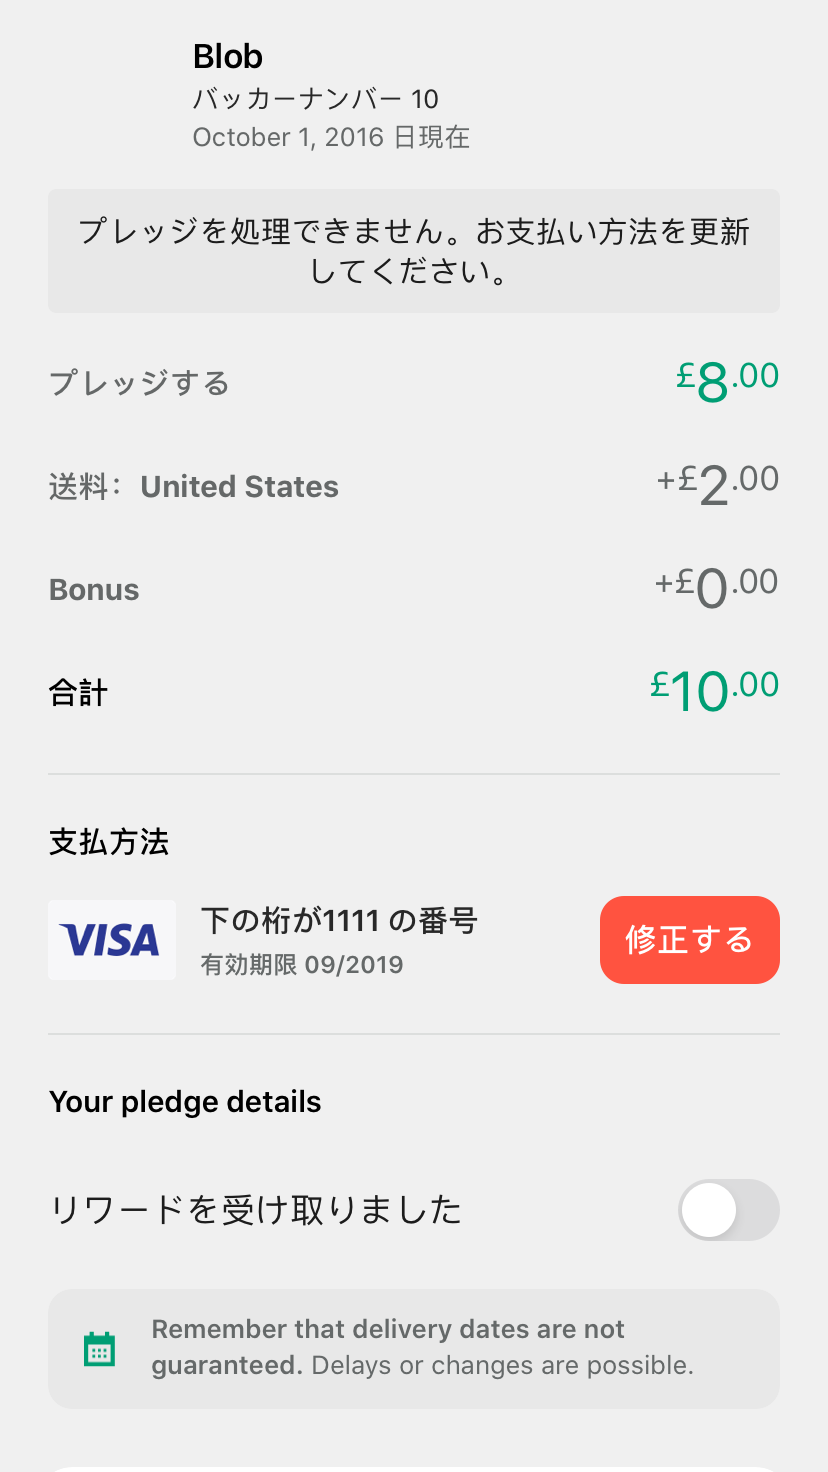 Blob
バッカーナンバー 10
October 1, 2016 日現在
プレッジを処理できません。お支払い方法を更新
してください。
プレッジする £8.00
送料： United States +£2.00
Bonus +£0.00
合計 £10.00
支払方法
VISA 下の桁が1111 の番号
有効期限 09/2019
修正する
Your pledge details
リワードを受け取りました
Remember that delivery dates are not
guaranteed. Delays or changes are possible.